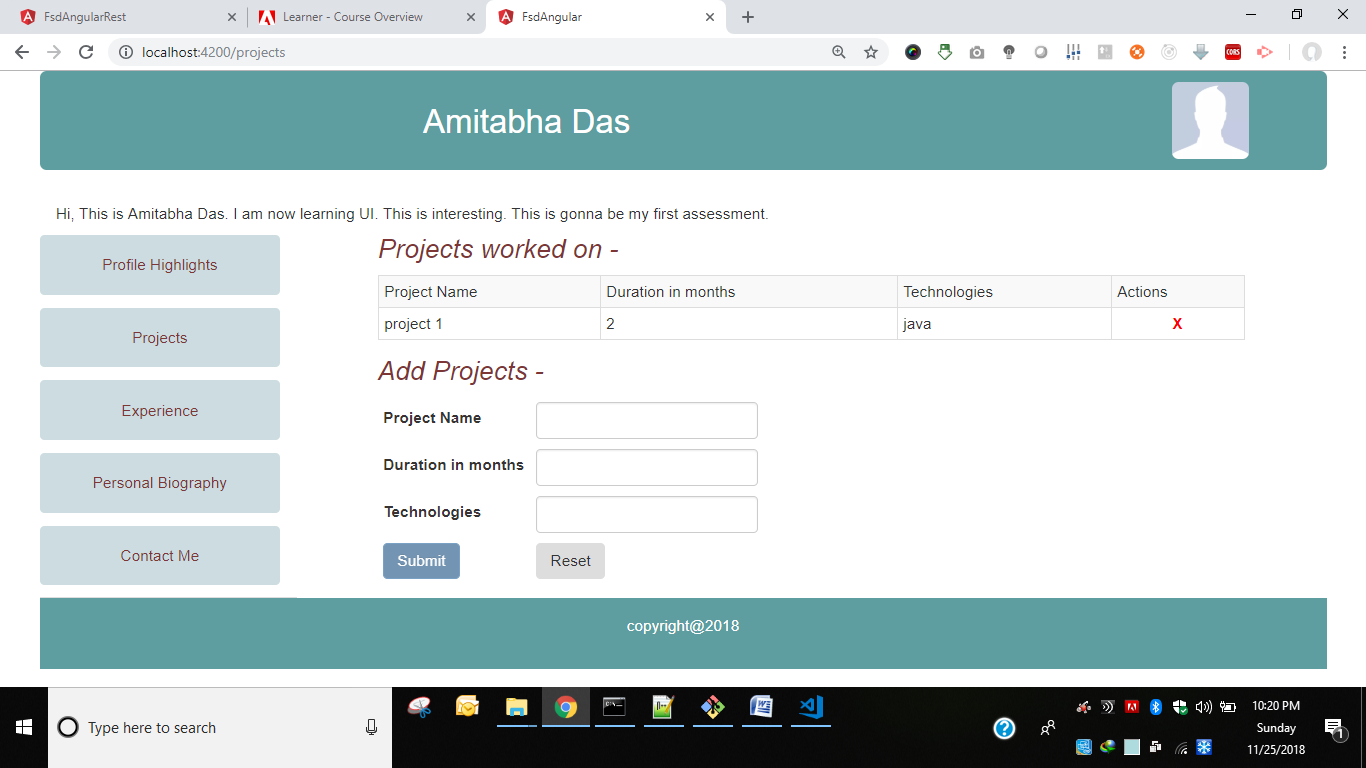 FsdAngularRest
Learner - Course Overview
FsdAngular
localhost:4200/projects
CORS
Amitabha Das
Hi, This is Amitabha Das. I am now learning UI. This is interesting. This is gonna be my first assessment.
Profile Highlights
Projects
Experience
Personal Biography
Contact Me
Projects worked on -
Project Name Duration in months Technologies Actions
project 1 2 java X
Add Projects -
Project Name
Duration in months
Technologies
Submit Reset
copyright@2018
Type here to search
10:20 PM
Sunday
11/25/2018
1